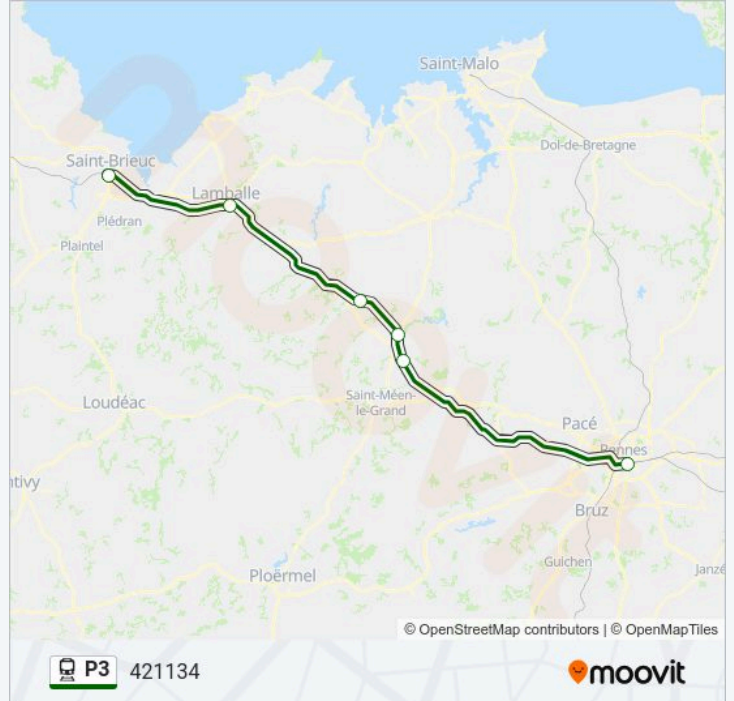 Saint-Malo
Dol-de-Bretagne
Saint-Brieuc
Lamballe
Plédran
Plaintel
Saint-Méen-
le-Grand
Loudéac
Pacé
Rennes
ntivy
Bruz
Guichen
Ploërmel
Janzé
© OpenStreetMap contributors | © OpenMapTiles
P3 421134
moovit